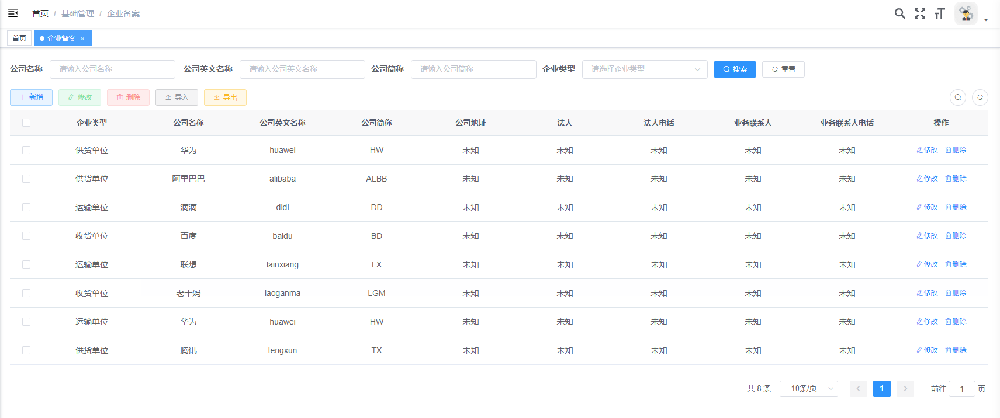 首页 / 基础管理 / 企业备案
首页 企业备案 ×
公司名称 请输入公司名称 公司英文名称 请输入公司英文名称 公司简称 请输入公司简称 企业类型 请选择企业类型 搜索 重置
新增 修改 删除 导入 导出
企业类型 公司名称 公司英文名称 公司简称 公司地址 法人 法人电话 业务联系人 业务联系人电话 操作
供货单位 华为 huawei HW 未知 未知 未知 未知 未知 修改 删除
供货单位 阿里巴巴 alibaba ALBB 未知 未知 未知 未知 未知 修改 删除
运输单位 滴滴 didi DD 未知 未知 未知 未知 未知 修改 删除
收货单位 百度 baidu BD 未知 未知 未知 未知 未知 修改 删除
运输单位 联想 lainxiang LX 未知 未知 未知 未知 未知 修改 删除
收货单位 老干妈 laoganma LGM 未知 未知 未知 未知 未知 修改 删除
运输单位 华为 huawei HW 未知 未知 未知 未知 未知 修改 删除
供货单位 腾讯 tengxun TX 未知 未知 未知 未知 未知 修改 删除
共 8 条 10条/页 1 前往 1 页